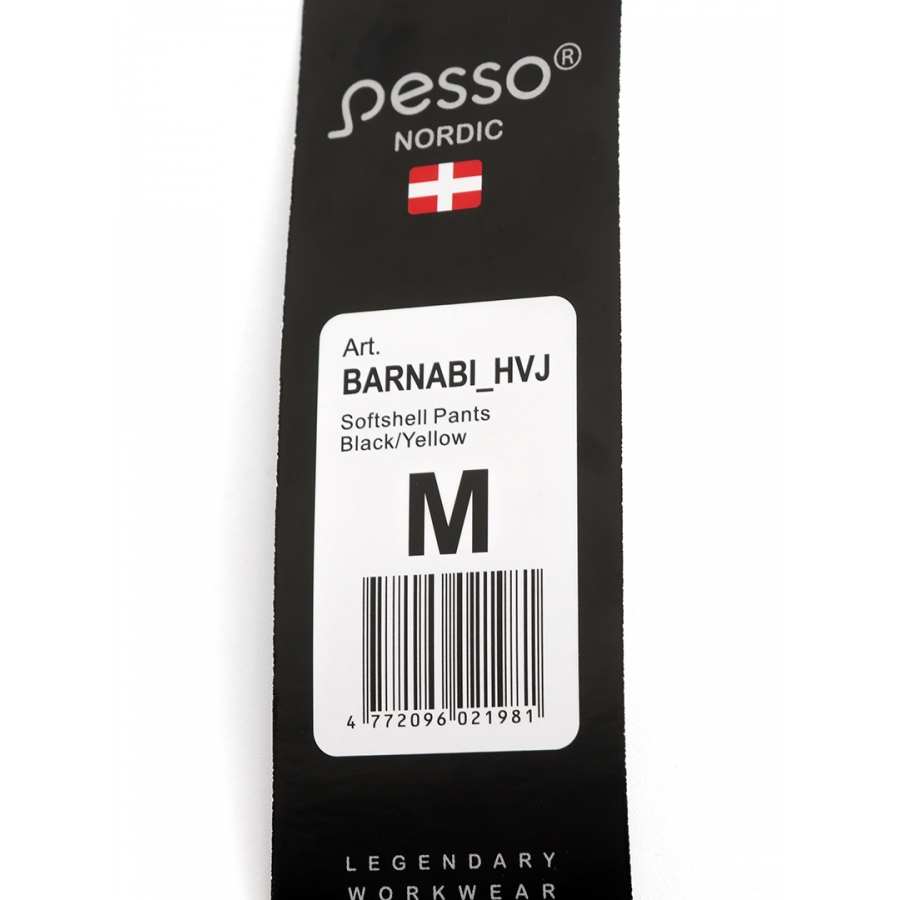 pesso®
NORDIC
Art.
BARNABI_HVJ
Softshell Pants
Black/Yellow
M
4 772096 021981
LEGENDARY
WORKWEAR